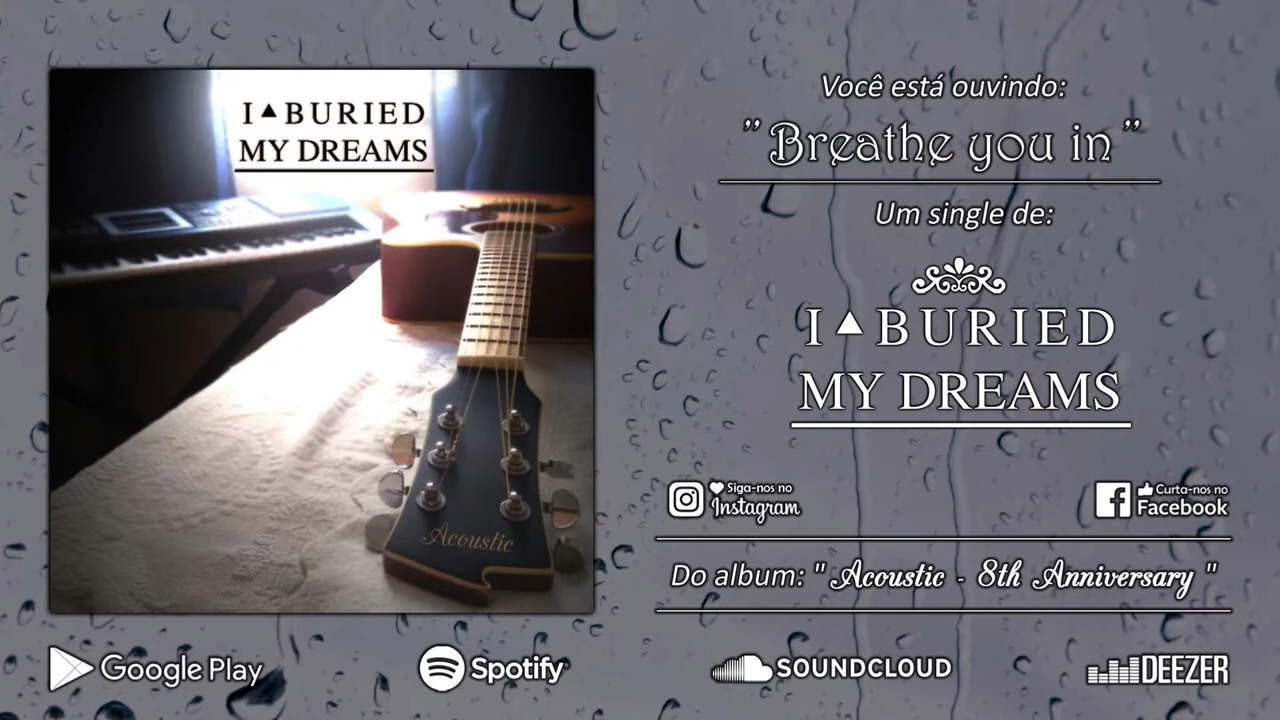 I▲BURIED
MY DREAMS
Acoustic
Você está ouvindo:
"Breathe you in"
Um single de:
I▲BURIED
MY DREAMS
Siga-nos no
Instagram
Curta-nos no
Facebook
Do album: "Acoustic - 8th Anniversary"
Google Play
Spotify
SOUNDCLOUD
DEEZER